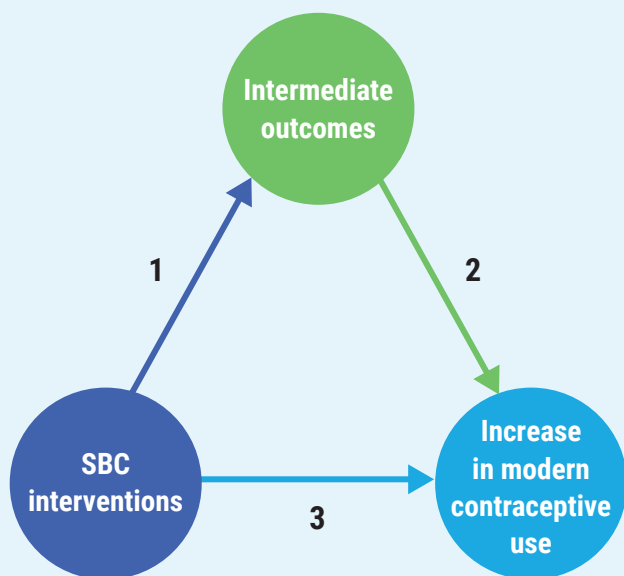 Intermediate
outcomes
1
2
SBC
interventions
3
Increase
in modern
contraceptive
use